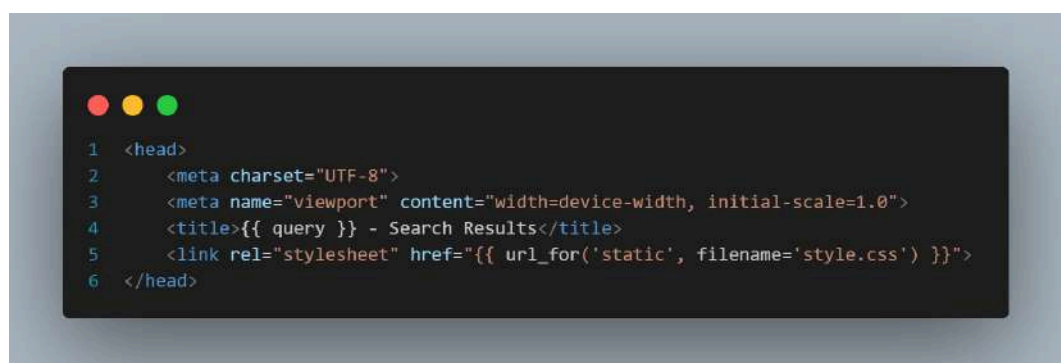 1 <head>
2     <meta charset="UTF-8">
3     <meta name="viewport" content="width=device-width, initial-scale=1.0">
4     <title>{{ query }} - Search Results</title>
5     <link rel="stylesheet" href="{{ url_for('static', filename='style.css') }}">
6 </head>